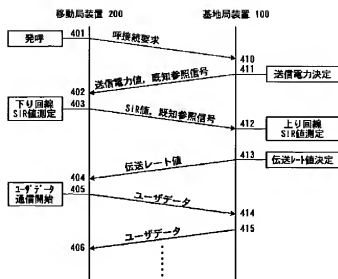 移動局装置 200
基地局装置 100
発呼
401
呼接続要求
410
411
送信電力決定
送信電力値, 既知参照信号
402
下り回線
SIR値測定
403
SIR値, 既知参照信号
412
上り回線
SIR値測定
413
伝送レート値決定
伝送レート値
404
ユーザデータ
通信開始
405
ユーザデータ
414
415
ユーザデータ
406